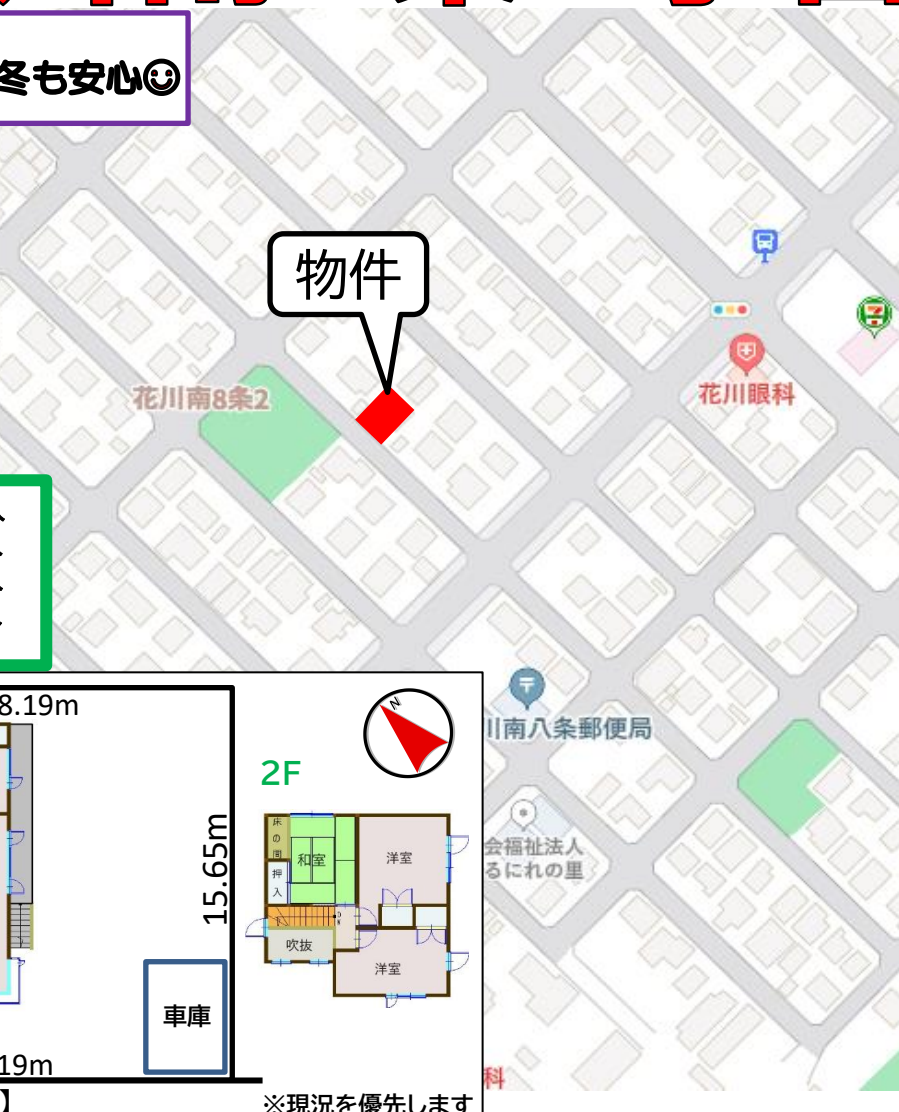 冬も安心☺
物件
花川南8条2
花川眼科
川南八条郵便局
会福祉法人
るにれの里
科
8.19m
15.65m
19m
車庫
】
2F
N
床の間
和室
押入
洋室
吹抜
洋室
※現況を優先します